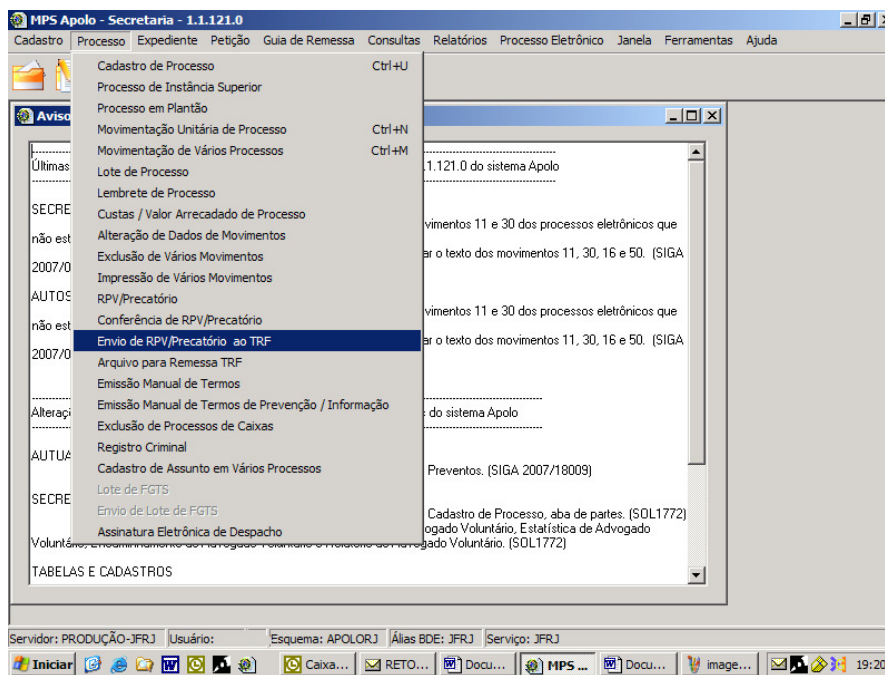 MPS Apolo - Secretaria - 1.1.121.0
Cadastro Processo Expediente Petição Guia de Remessa Consultas Relatórios Processo Eletrônico Janela Ferramentas Ajuda
Cadastro de Processo Ctrl+U
Processo de Instância Superior
Processo em Plantão
Movimentação Unitária de Processo Ctrl+N
Movimentação de Vários Processos Ctrl+M
Lote de Processo
Lembrete de Processo
Custas / Valor Arrecadado de Processo
Alteração de Dados de Movimentos
Exclusão de Vários Movimentos
Impressão de Vários Movimentos
RPV/Precatório
Conferência de RPV/Precatório
Envio de RPV/Precatório ao TRF
Arquivo para Remessa TRF
Emissão Manual de Termos
Emissão Manual de Termos de Prevenção / Informação
Exclusão de Processos de Caixas
Registro Criminal
Cadastro de Assunto em Vários Processos
Lote de FGTS
Envio de Lote de FGTS
Assinatura Eletrônica de Despacho
Aviso
Últimas .1.121.0 do sistema Apolo
SECRE
vimentos 11 e 30 dos processos eletrônicos que
não est
ar o texto dos movimentos 11, 30, 16 e 50. (SIGA
2007/0
AUTOS
vimentos 11 e 30 dos processos eletrônicos que
não est
ar o texto dos movimentos 11, 30, 16 e 50. (SIGA
2007/0
Alteraçi do sistema Apolo
AUTUA
Preventos. (SIGA 2007/18009)
SECRE
Cadastro de Processo, aba de partes. (SOL1772)
ogado Voluntário, Estatística de Advogado
Voluntário, Encaminhamento de Advogado Voluntário e Relatório de Advogado Voluntário. (SOL1772)
TABELAS E CADASTROS
Servidor: PRODUÇÃO-JFRJ Usuário: Esquema: APOLORJ Álias BDE: JFRJ Serviço: JFRJ
Iniciar Caixa... RETO... Docu... MPS ... Docu... image... 19:20